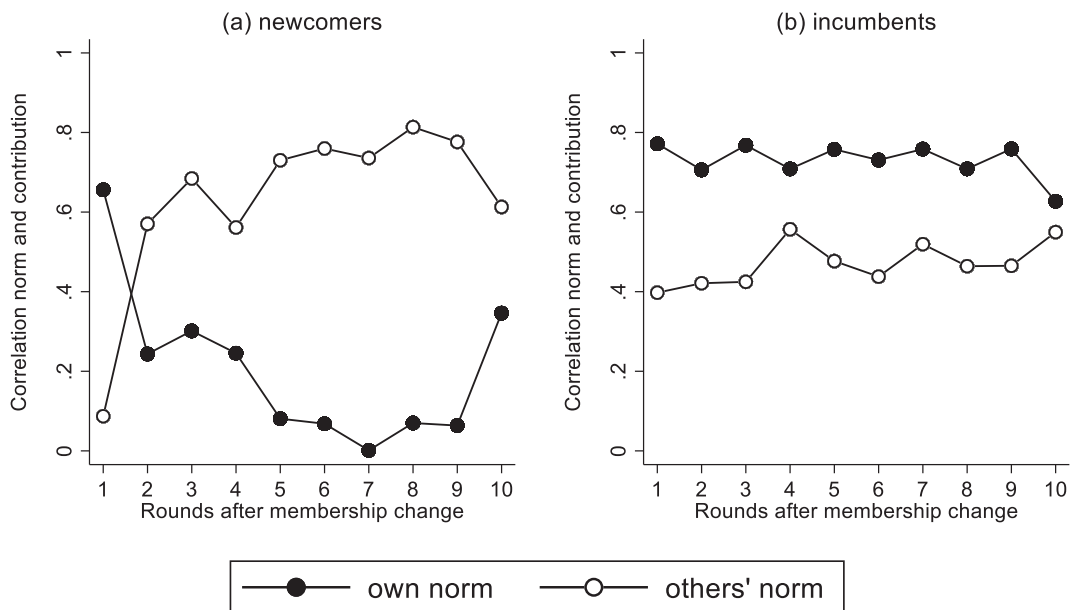 (a) newcomers
Correlation norm and contribution
1
.8
.6
.4
.2
0
1 2 3 4 5 6 7 8 9 10
Rounds after membership change
(b) incumbents
Correlation norm and contribution
1
.8
.6
.4
.2
0
1 2 3 4 5 6 7 8 9 10
Rounds after membership change
own norm others' norm